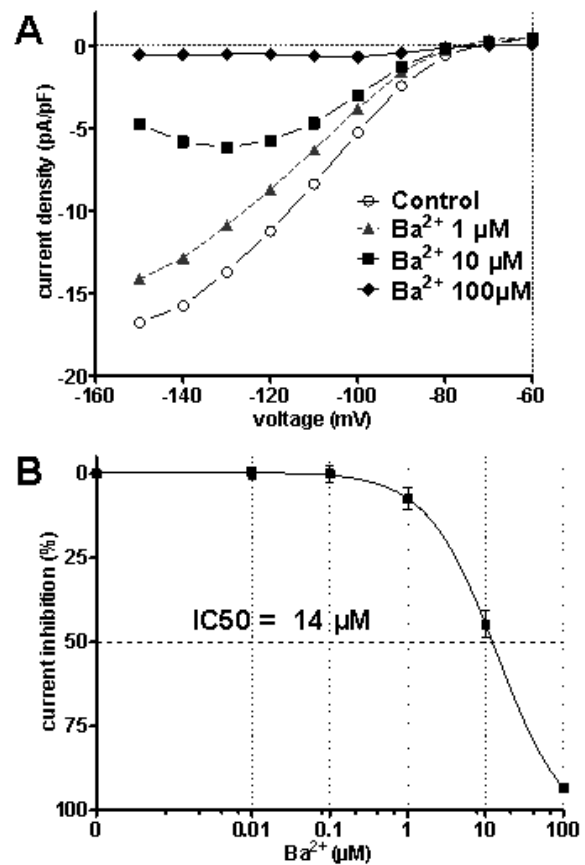 A
0
-5
-10
-15
-20
current density (pA/pF)
Control
Ba2+ 1 µM
Ba2+ 10 µM
Ba2+ 100µM
-160 -140 -120 -100 -80 -60
voltage (mV)
B
0
25
50
75
100
current inhibition (%)
IC50 = 14 µM
0 0.01 0.1 1 10 100
Ba2+ (µM)